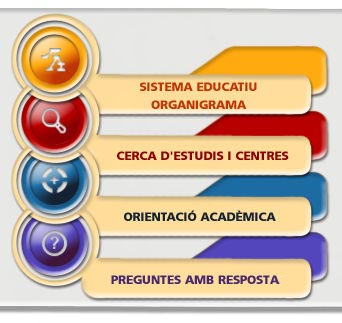 SISTEMA EDUCATIU
ORGANIGRAMA
CERCA D'ESTUDIS I CENTRES
ORIENTACIÓ ACADÈMICA
?
PREGUNTES AMB RESPOSTA